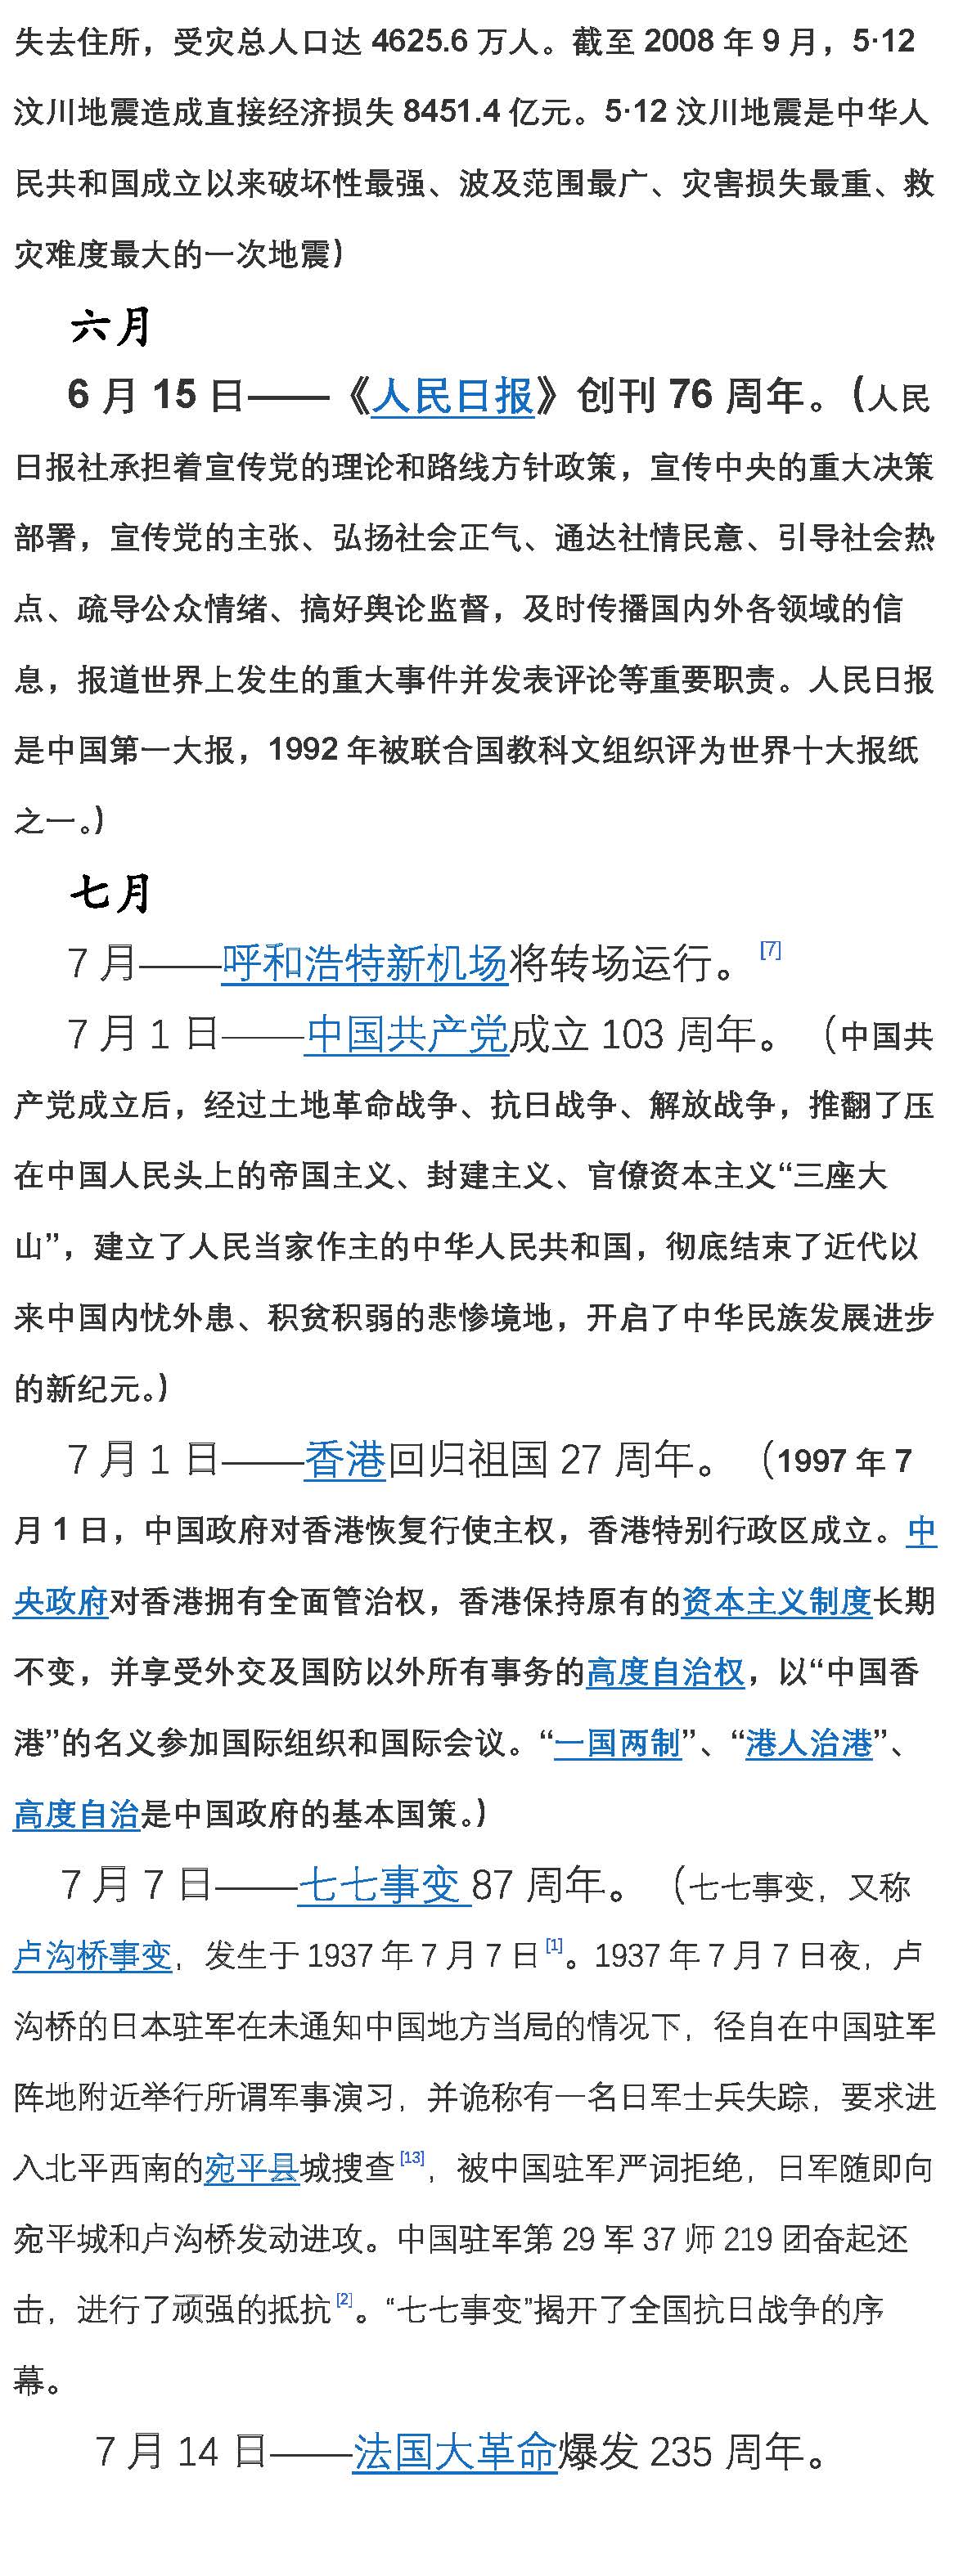 失去住所，受灾总人口达 4625.6 万人。截至 2008 年 9 月，5·12
汶川地震造成直接经济损失 8451.4 亿元。5·12 汶川地震是中华人
民共和国成立以来破坏性最强、波及范围最广、灾害损失最重、救
灾难度最大的一次地震）
六月
6 月 15 日——《人民日报》创刊 76 周年。（人民
日报社承担着宣传党的理论和路线方针政策，宣传中央的重大决策
部署，宣传党的主张、弘扬社会正气、通达社情民意、引导社会热
点、疏导公众情绪、搞好舆论监督，及时传播国内外各领域的信
息，报道世界上发生的重大事件并发表评论等重要职责。人民日报
是中国第一大报，1992 年被联合国教科文组织评为世界十大报纸
之一。）
七月
7 月——呼和浩特新机场将转场运行。 [7]
7 月 1 日——中国共产党成立 103 周年。（中国共
产党成立后，经过土地革命战争、抗日战争、解放战争，推翻了压
在中国人民头上的帝国主义、封建主义、官僚资本主义“三座大
山”，建立了人民当家作主的中华人民共和国，彻底结束了近代以
来中国内忧外患、积贫积弱的悲惨境地，开启了中华民族发展进步
的新纪元。）
7 月 1 日——香港回归祖国 27 周年。（1997 年 7
月 1 日，中国政府对香港恢复行使主权，香港特别行政区成立。中
央政府对香港拥有全面管治权，香港保持原有的资本主义制度长期
不变，并享受外交及国防以外所有事务的高度自治权，以“中国香
港”的名义参加国际组织和国际会议。“一国两制”、“港人治港”、
高度自治是中国政府的基本国策。）
7 月 7 日——七七事变 87 周年。（七七事变，又称
卢沟桥事变，发生于 1937 年 7 月 7 日 [1]。1937 年 7 月 7 日夜，卢
沟桥的日本驻军在未通知中国地方当局的情况下，径自在中国驻军
阵地附近举行所谓军事演习，并诡称有一名日军士兵失踪，要求进
入北平西南的宛平县城搜查 [13]，被中国驻军严词拒绝，日军随即向
宛平城和卢沟桥发动进攻。中国驻军第 29 军 37 师 219 团奋起还
击，进行了顽强的抵抗 [2]。“七七事变”揭开了全国抗日战争的序
幕。
7 月 14 日——法国大革命爆发 235 周年。